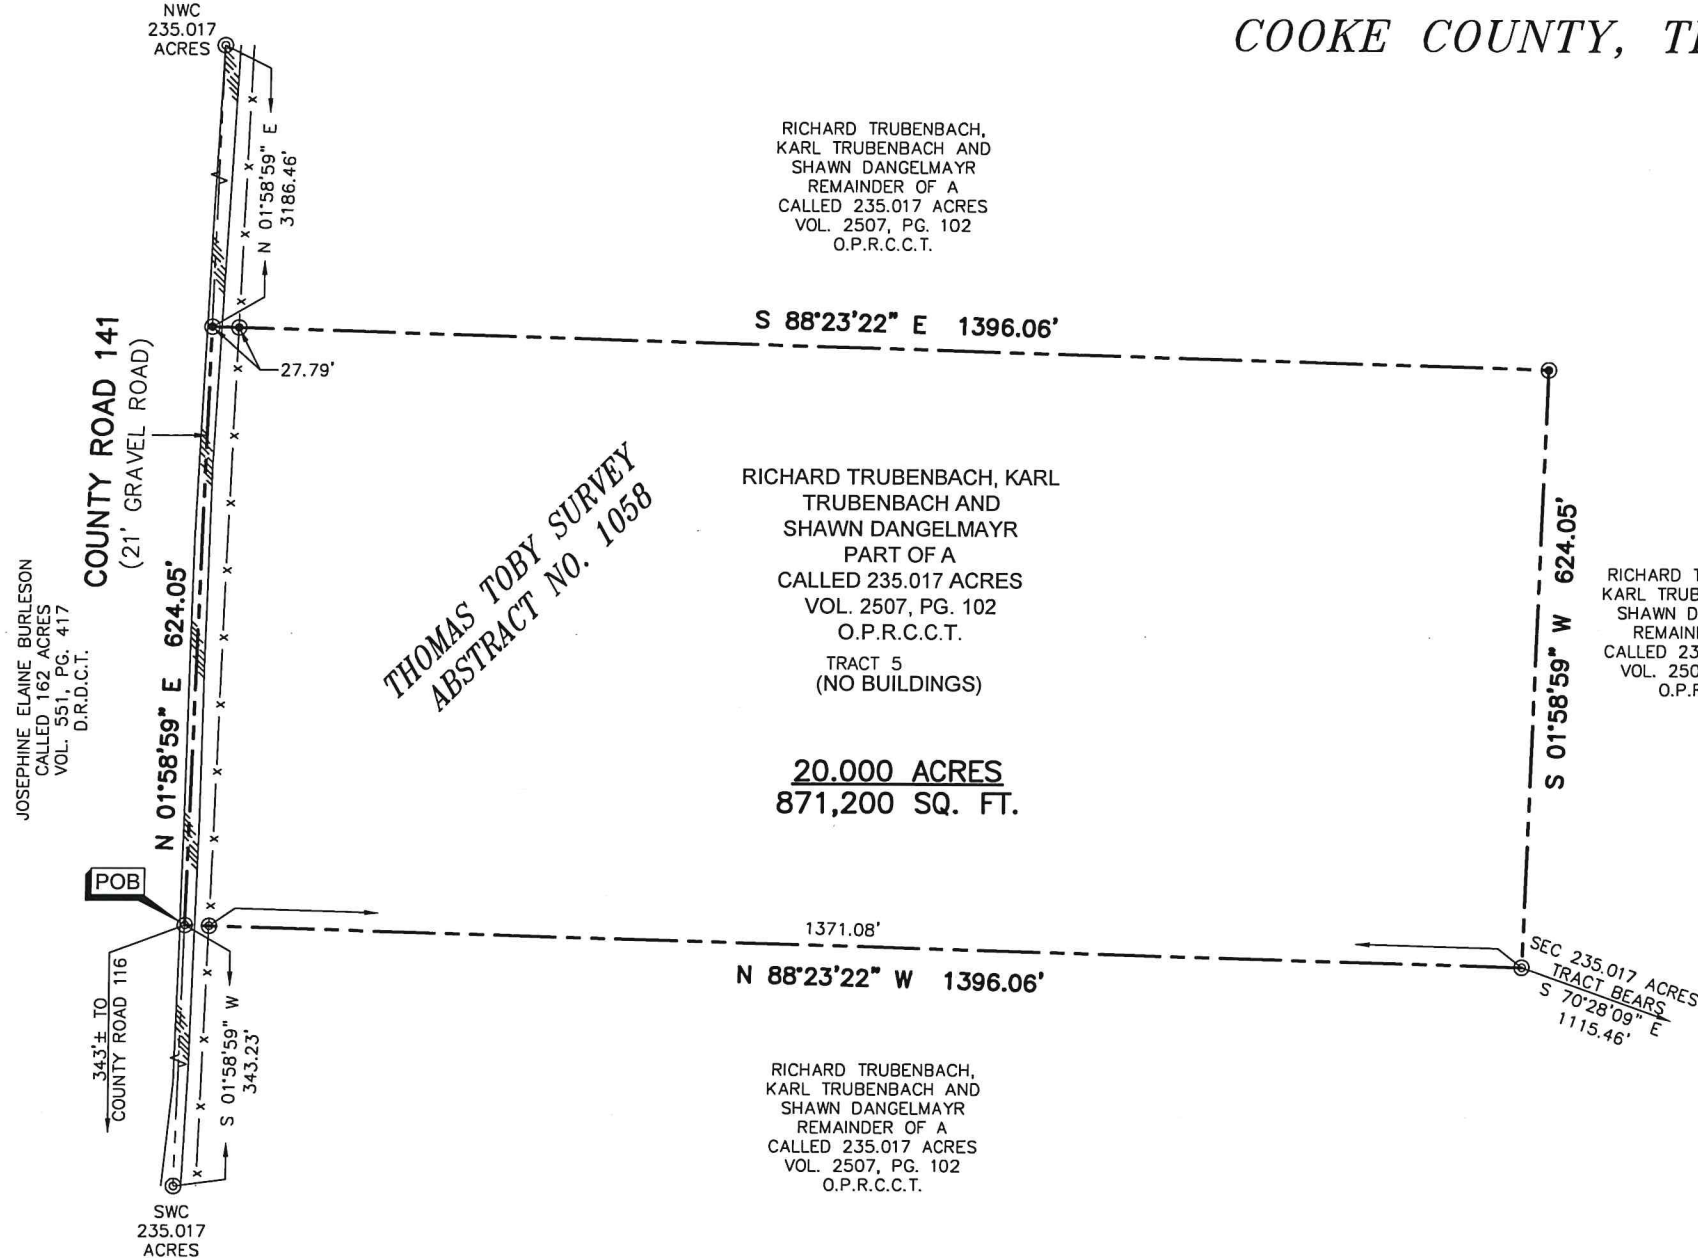 NWC
235.017
ACRES
COOKE COUNTY,
N 01°58'59" E
3186.46'
RICHARD TRUBENBACH,
KARL TRUBENBACH AND
SHAWN DANGELMAYR
REMAINDER OF A
CALLED 235.017 ACRES
VOL. 2507, PG. 102
O.P.R.C.C.T.
S 88°23'22" E 1396.06'
27.79'
COUNTY ROAD 141
(21' GRAVEL ROAD)
THOMAS TOBY SURVEY
ABSTRACT NO. 1058
RICHARD TRUBENBACH, KARL
TRUBENBACH AND
SHAWN DANGELMAYR
PART OF A
CALLED 235.017 ACRES
VOL. 2507, PG. 102
O.P.R.C.C.T.
TRACT 5
(NO BUILDINGS)
20.000 ACRES
871,200 SQ. FT.
JOSEPHINE ELAINE BURLESON
CALLED 162 ACRES
VOL. 551, PG. 417
D.R.D.C.T.
N 01°58'59" E 624.05'
S 01°58'59" W 624.05'
RICHARD
KARL
SHAWN
CALLED
VOL.
POB
1371.08'
N 88°23'22" W 1396.06'
SEC 235.017 ACRES
TRACT BEARS
S 70°28'09" E
1115.46'
343'± TO
COUNTY ROAD 116
S 01°58'59" W
343.23'
RICHARD TRUBENBACH,
KARL TRUBENBACH AND
SHAWN DANGELMAYR
REMAINDER OF A
CALLED 235.017 ACRES
VOL. 2507, PG. 102
O.P.R.C.C.T.
SWC
235.017
ACRES